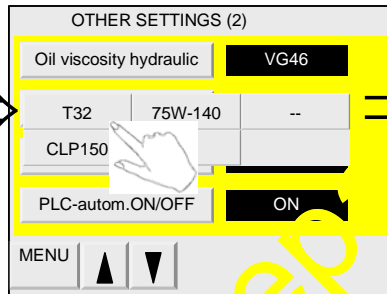 OTHER SETTINGS (2)
Oil viscosity hydraulic VG46
T32 75W-140 --
CLP150
PLC-autom.ON/OFF ON
MENU